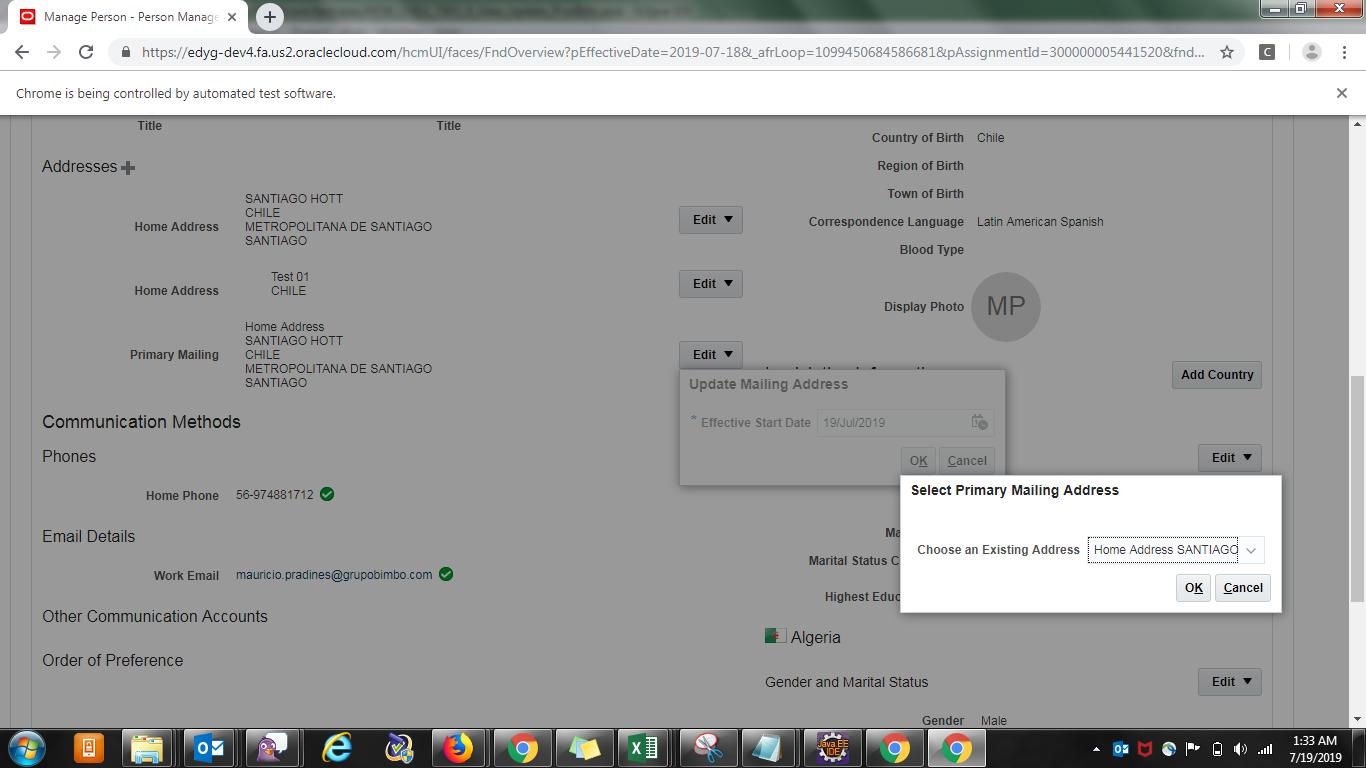 Manage Person - Person Manage
https://edyg-dev4.fa.us2.oraclecloud.com/hcmUI/faces/FndOverview?pEffectiveDate=2019-07-18&_afrLoop=1099450684586681&pAssignmentId=300000005441520&fnd...
C
Chrome is being controlled by automated test software.
Title
Title
Addresses
Home Address
SANTIAGO HOTT
CHILE
METROPOLITANA DE SANTIAGO
SANTIAGO
Edit
Home Address
Test 01
CHILE
Edit
Primary Mailing
Home Address
SANTIAGO HOTT
CHILE
METROPOLITANA DE SANTIAGO
SANTIAGO
Edit
Communication Methods
Phones
Home Phone 56-974881712
Email Details
Work Email mauricio.pradines@grupobimbo.com
Other Communication Accounts
Order of Preference
Country of Birth Chile
Region of Birth
Town of Birth
Correspondence Language Latin American Spanish
Blood Type
Display Photo MP
Add Country
Update Mailing Address
* Effective Start Date 19/Jul/2019
OK Cancel
Edit
Select Primary Mailing Address
Choose an Existing Address Home Address SANTIAGO
OK Cancel
Ma
Marital Status C
Highest Educ
Algeria
Gender and Marital Status
Edit
Gender Male
Java EE
IDE
1:33 AM
7/19/2019